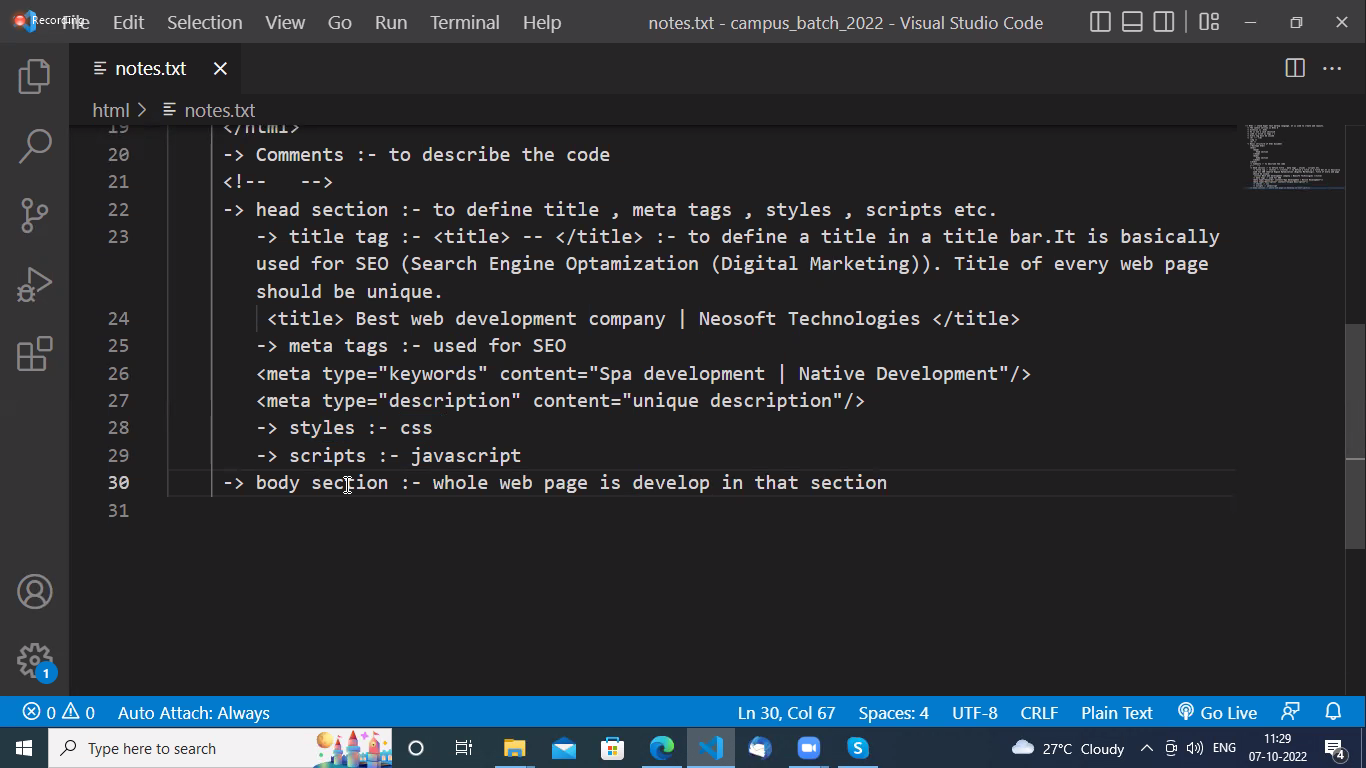 Recording
File Edit Selection View Go Run Terminal Help
notes.txt - campus_batch_2022 - Visual Studio Code
notes.txt
html > notes.txt
19 </html>
20 -> Comments :- to describe the code
21 <!-- -->
22 -> head section :- to define title , meta tags , styles , scripts etc.
23 -> title tag :- <title> -- </title> :- to define a title in a title bar.It is basically
used for SEO (Search Engine Optamization (Digital Marketing)). Title of every web page
should be unique.
24 <title> Best web development company | Neosoft Technologies </title>
25 -> meta tags :- used for SEO
26 <meta type="keywords" content="Spa development | Native Development"/>
27 <meta type="description" content="unique description"/>
28 -> styles :- css
29 -> scripts :- javascript
30 -> body section :- whole web page is develop in that section
31
1
0 0 Auto Attach: Always Ln 30, Col 67 Spaces: 4 UTF-8 CRLF Plain Text Go Live
Type here to search 27°C Cloudy ENG 11:29
07-10-2022 4